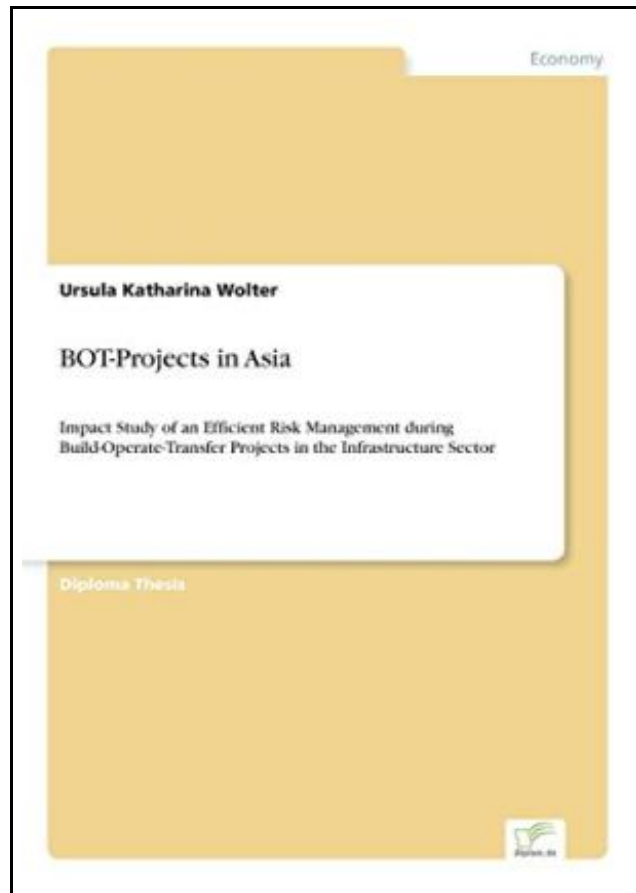 Economy
Ursula Katharina Wolter
BOT-Projects in Asia
Impact Study of an Efficient Risk Management during
Build-Operate-Transfer Projects in the Infrastructure Sector
Diploma Thesis